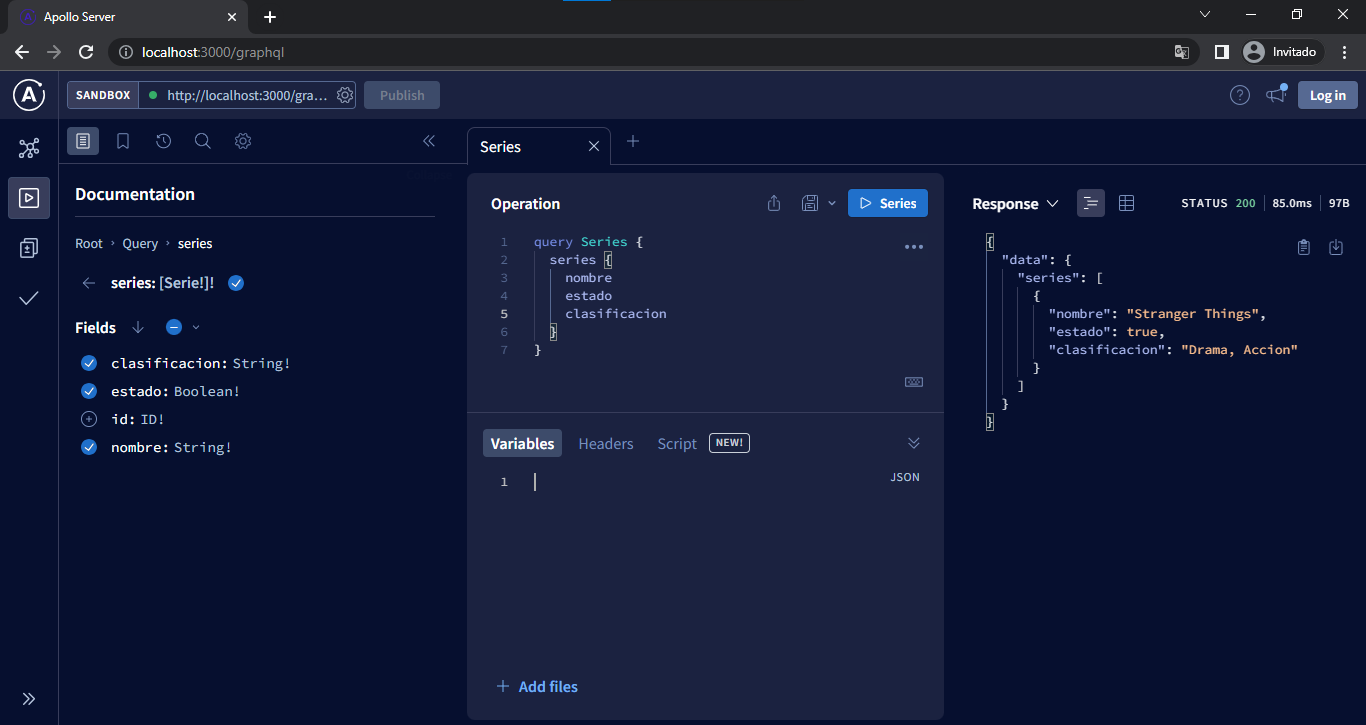 Apollo Server
localhost:3000/graphql
Invitado
SANDBOX
http://localhost:3000/gra...
Publish
Log in
Documentation
Root › Query › series
series: [Serie!]!
Fields
clasificacion: String!
estado: Boolean!
id: ID!
nombre: String!
Series
Operation
Series
1 query Series {
2 series {
3 nombre
4 estado
5 clasificacion
6 }
7 }
Variables Headers Script NEW!
1
JSON
Add files
Response
STATUS 200 85.0ms 97B
{
"data": {
"series": [
{
"nombre": "Stranger Things",
"estado": true,
"clasificacion": "Drama, Accion"
}
]
}
}